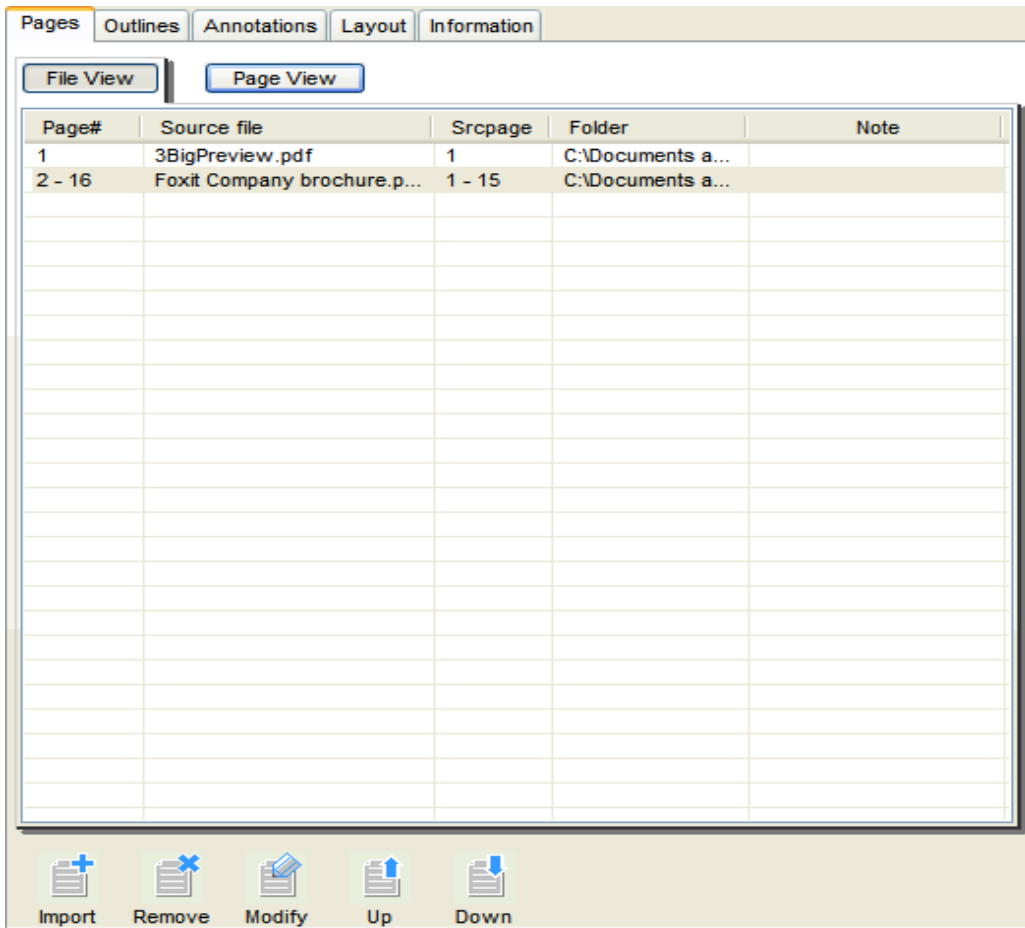 Pages Outlines Annotations Layout Information
File View Page View
Page# Source file Srcpage Folder Note
1 3BigPreview.pdf 1 C:\Documents a...
2 - 16 Foxit Company brochure.p... 1 - 15 C:\Documents a...
Import Remove Modify Up Down